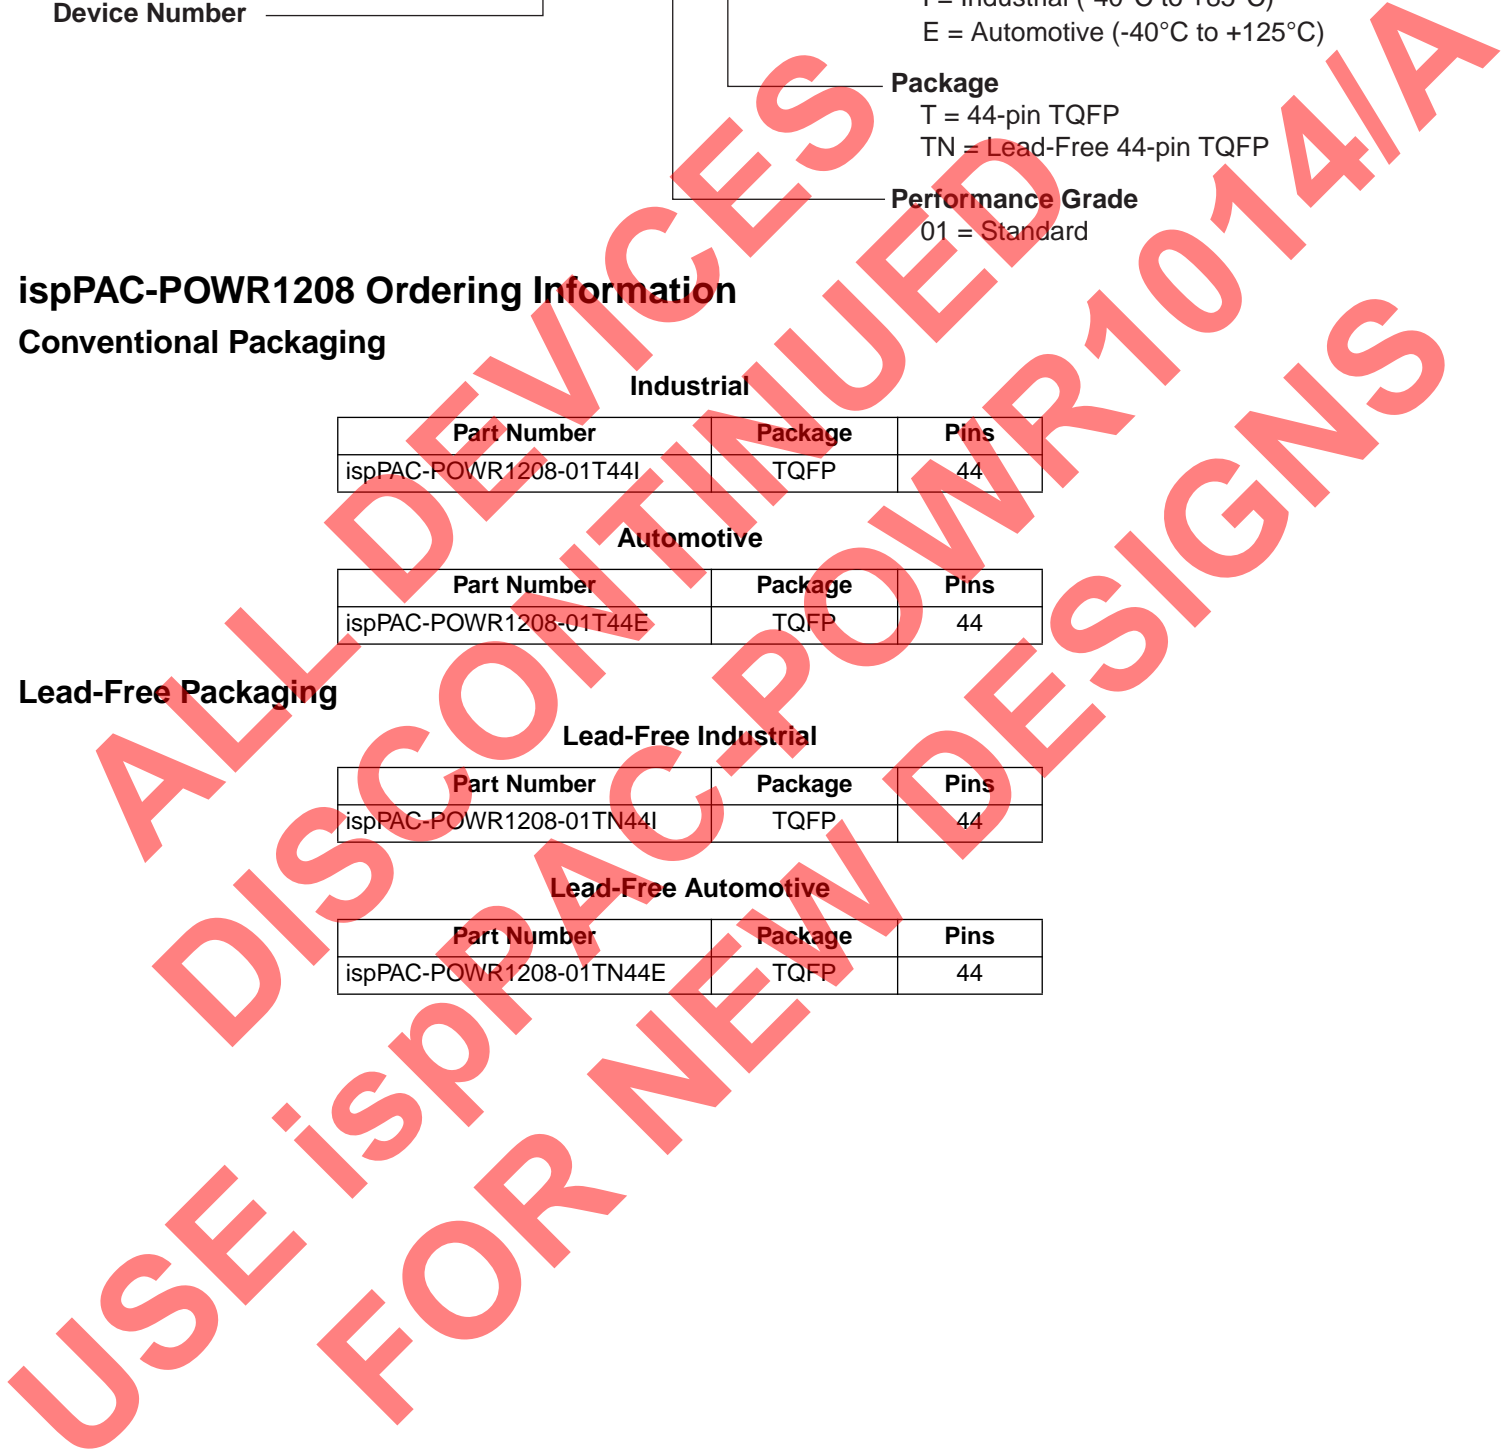 Device Number
I = Industrial (-40°C to +85°C)
E = Automotive (-40°C to +125°C)
Package
T = 44-pin TQFP
TN = Lead-Free 44-pin TQFP
Performance Grade
01 = Standard
ispPAC-POWR1208 Ordering Information
Conventional Packaging
Industrial
Part Number Package Pins
ispPAC-POWR1208-01T44I TQFP 44
Automotive
Part Number Package Pins
ispPAC-POWR1208-01T44E TQFP 44
Lead-Free Packaging
Lead-Free Industrial
Part Number Package Pins
ispPAC-POWR1208-01TN44I TQFP 44
Lead-Free Automotive
Part Number Package Pins
ispPAC-POWR1208-01TN44E TQFP 44
ALL DEVICES
DISCONTINUED
USE ispPAC-POWR1014/A
FOR NEW DESIGNS